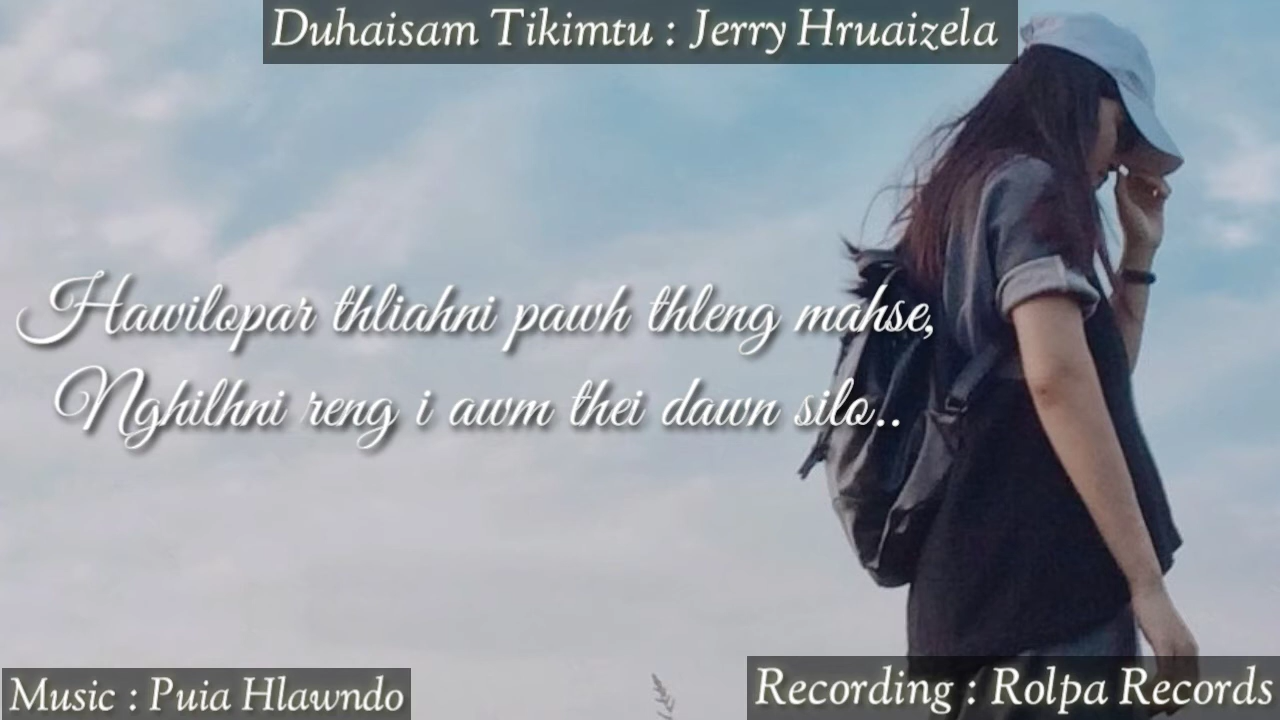 Duhaisam Tikimtu : Jerry Hruaizela
Hawilopar thliahni pawh thleng mahse,
Nghilhni reng i awm thei dawn silo..
Music : Puia Hlawndo
Recording : Rolpa Records